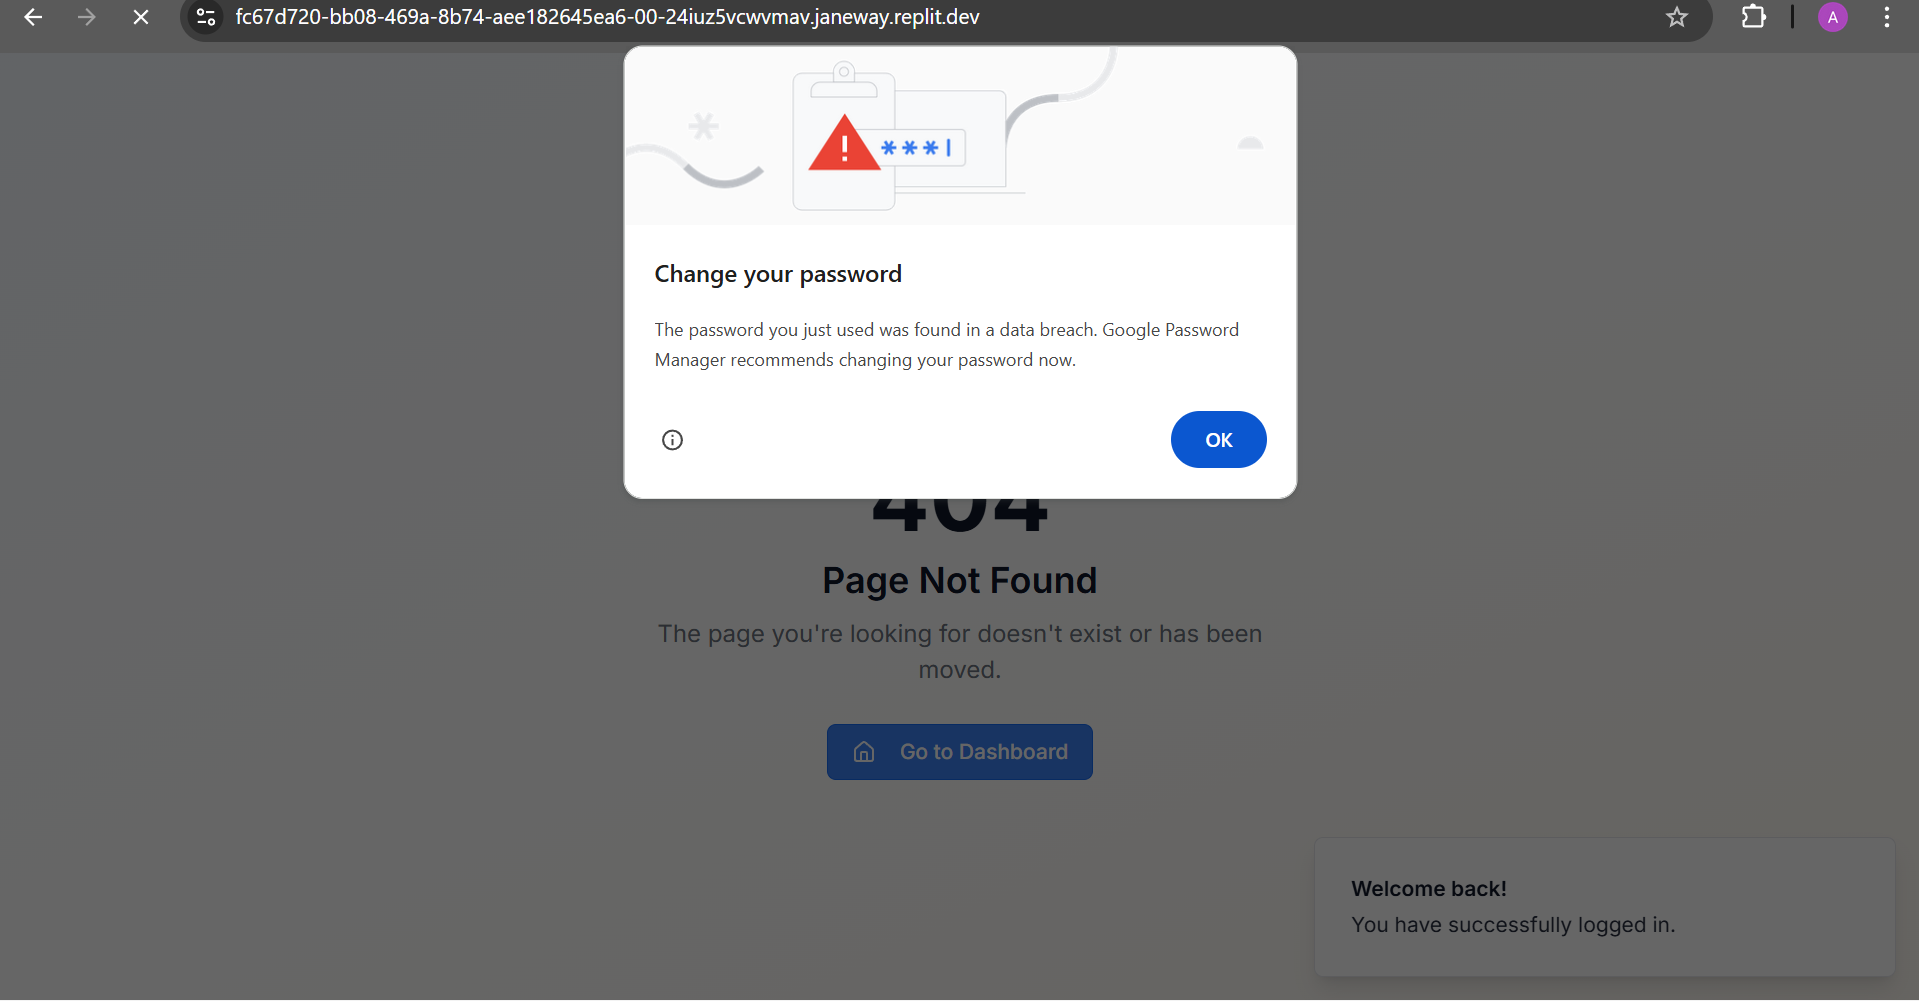 fc67d720-bb08-469a-8b74-aee182645ea6-00-24iuz5vcwvmav.janeway.replit.dev
A
***|
Change your password
The password you just used was found in a data breach. Google Password
Manager recommends changing your password now.
OK
404
Page Not Found
The page you're looking for doesn't exist or has been
moved.
Go to Dashboard
Welcome back!
You have successfully logged in.